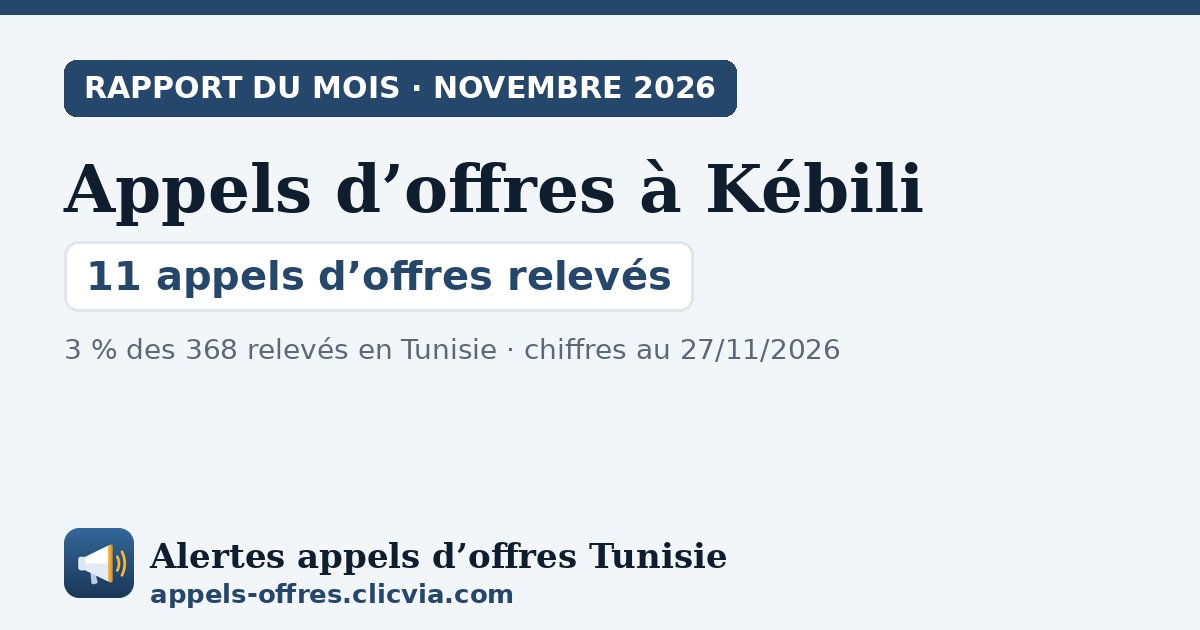 RAPPORT DU MOIS · NOVEMBRE 2026
Appels d’offres à Kébili
11 appels d’offres relevés
3 % des 368 relevés en Tunisie · chiffres au 27/11/2026
Alertes appels d’offres Tunisie
appels-offres.clicvia.com